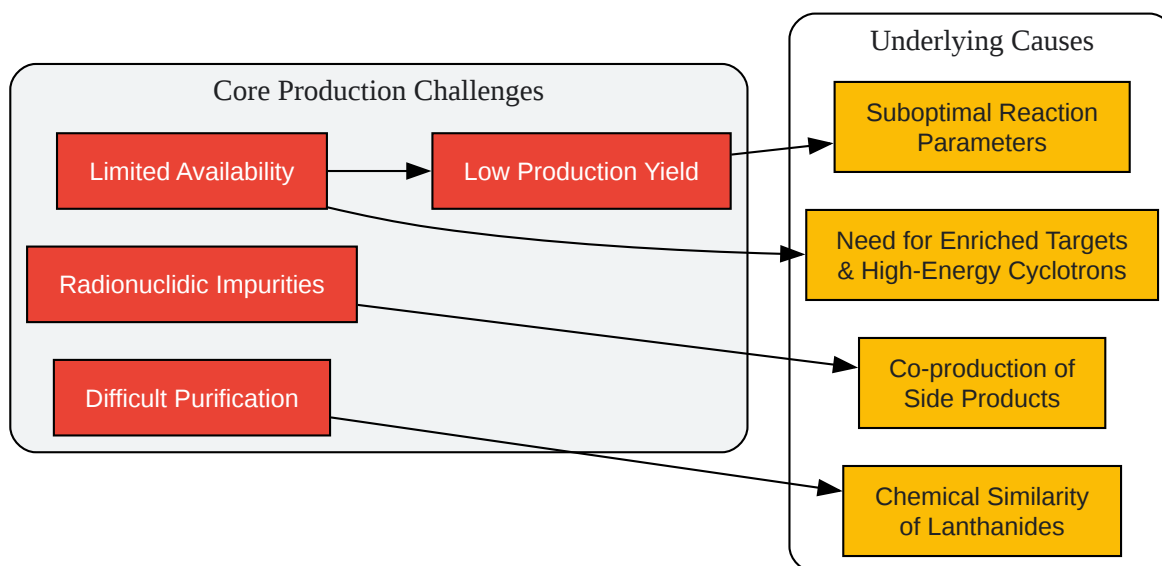 Core Production Challenges
Limited Availability
Low Production Yield
Radionuclidic Impurities
Difficult Purification
Underlying Causes
Suboptimal Reaction
Parameters
Need for Enriched Targets
& High-Energy Cyclotrons
Co-production of
Side Products
Chemical Similarity
of Lanthanides